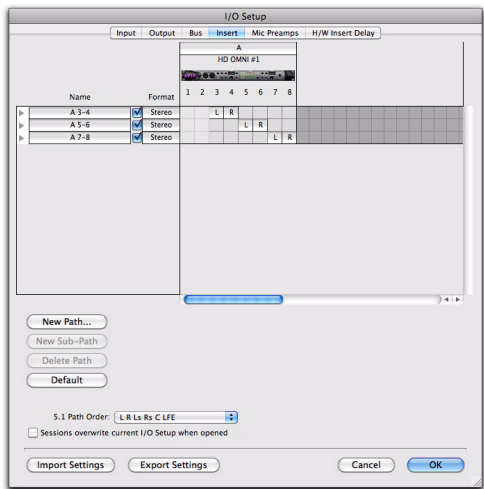 I/O Setup
Input Output Bus Insert Mic Preamps H/W Insert Delay
A
HD OMNI #1
Name Format 1 2 3 4 5 6 7 8
A 3-4 Stereo L R
A 5-6 Stereo L R
A 7-8 Stereo L R
New Path...
New Sub-Path
Delete Path
Default
5.1 Path Order: L R Ls Rs C LFE
Sessions overwrite current I/O Setup when opened
Import Settings Export Settings Cancel OK